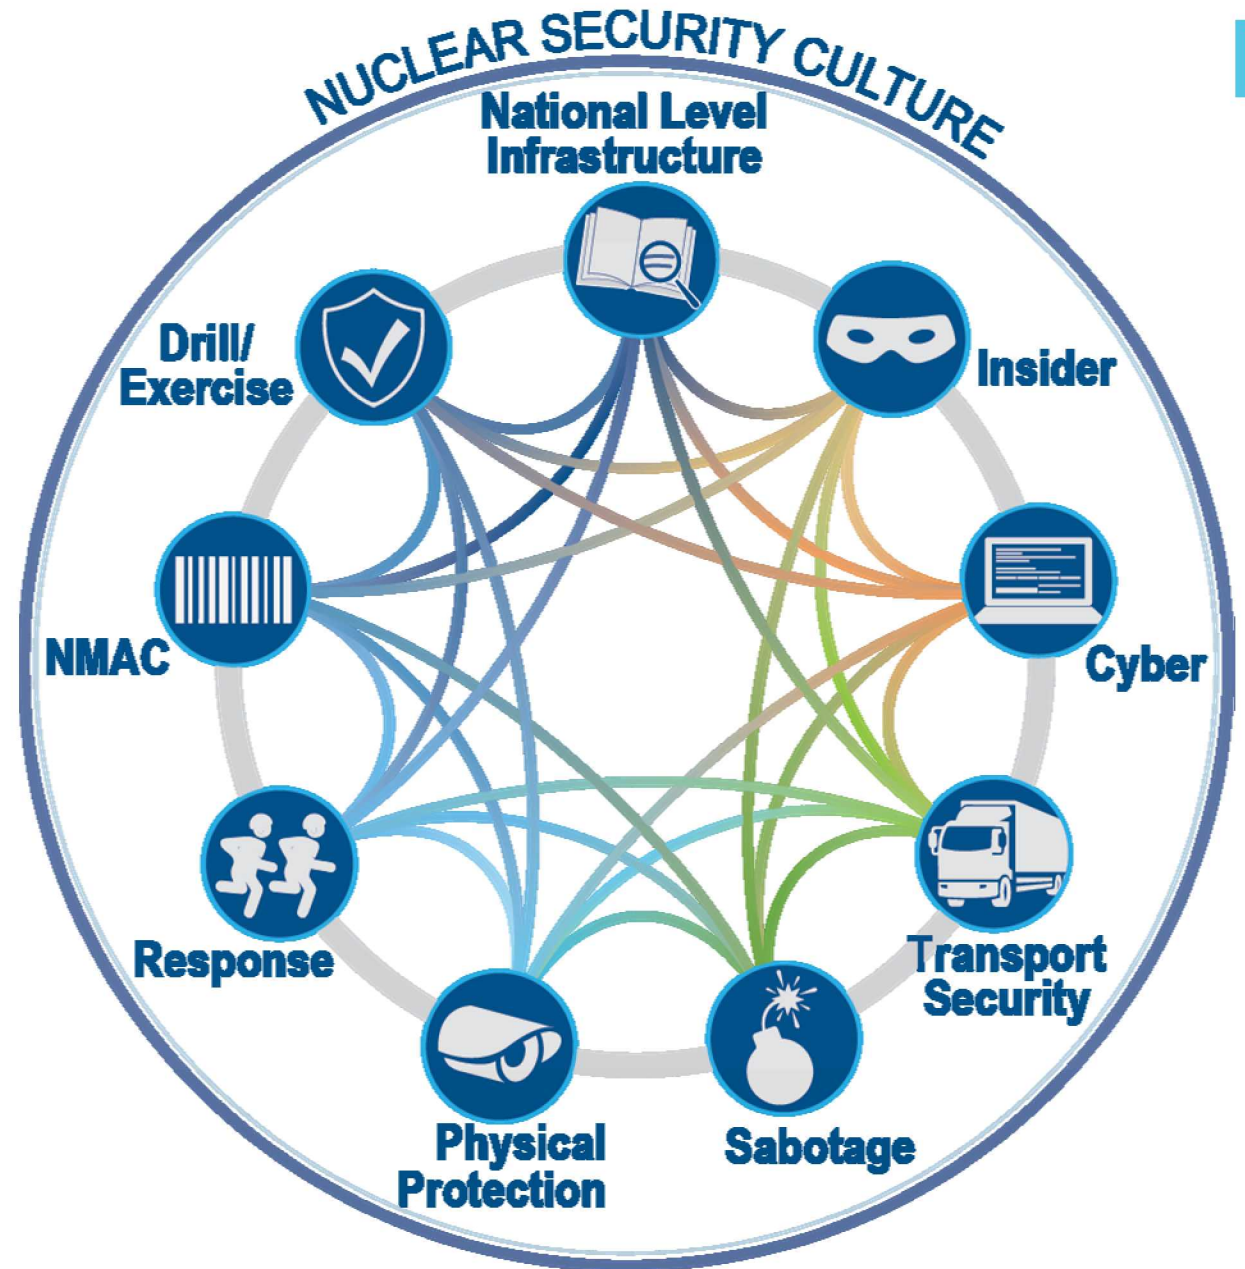 NUCLEAR SECURITY CULTURE
National Level
Infrastructure
Insider
Cyber
Transport
Security
Sabotage
Physical
Protection
Response
NMAC
Drill/
Exercise